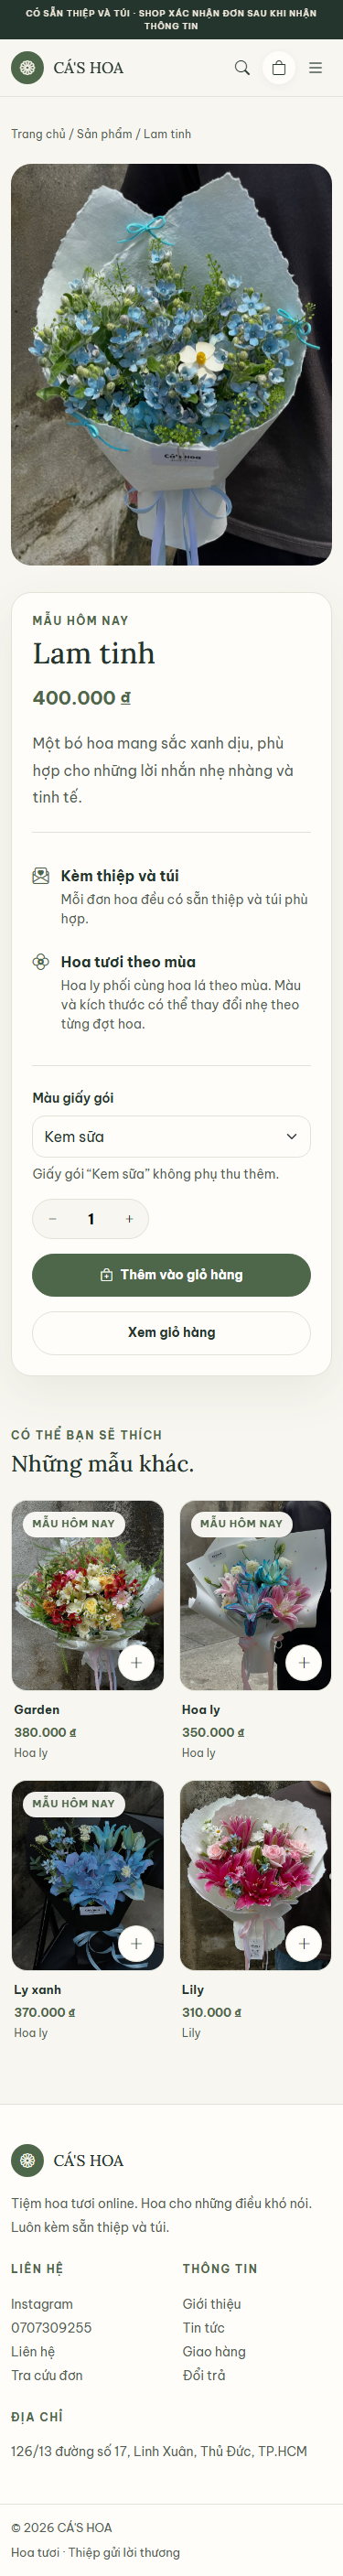 CÓ SẴN THIỆP VÀ TÚI · SHOP XÁC NHẬN ĐƠN SAU KHI NHẬN
THÔNG TIN
CÁ'S HOA
Trang chủ / Sản phẩm / Lam tinh
Cá's hoa
MẪU HÔM NAY
Lam tinh
400.000 ₫
Một bó hoa mang sắc xanh dịu, phù
hợp cho những lời nhắn nhẹ nhàng và
tinh tế.
Kèm thiệp và túi
Mỗi đơn hoa đều có sẵn thiệp và túi phù
hợp.
Hoa tươi theo mùa
Hoa ly phối cùng hoa lá theo mùa. Màu
và kích thước có thể thay đổi nhẹ theo
từng đợt hoa.
Màu giấy gói
Kem sữa
Giấy gói “Kem sữa” không phụ thu thêm.
− 1 +
Thêm vào giỏ hàng
Xem giỏ hàng
CÓ THỂ BẠN SẼ THÍCH
Những mẫu khác.
MẪU HÔM NAY MẪU HÔM NAY
Garden Hoa ly
380.000 ₫ 350.000 ₫
Hoa ly Hoa ly
MẪU HÔM NAY
Ly xanh Lily
370.000 ₫ 310.000 ₫
Hoa ly Lily
CÁ'S HOA
Tiệm hoa tươi online. Hoa cho những điều khó nói.
Luôn kèm sẵn thiệp và túi.
LIÊN HỆ THÔNG TIN
Instagram Giới thiệu
0707309255 Tin tức
Liên hệ Giao hàng
Tra cứu đơn Đổi trả
ĐỊA CHỈ
126/13 đường số 17, Linh Xuân, Thủ Đức, TP.HCM
© 2026 CÁ'S HOA
Hoa tươi · Thiệp gửi lời thương